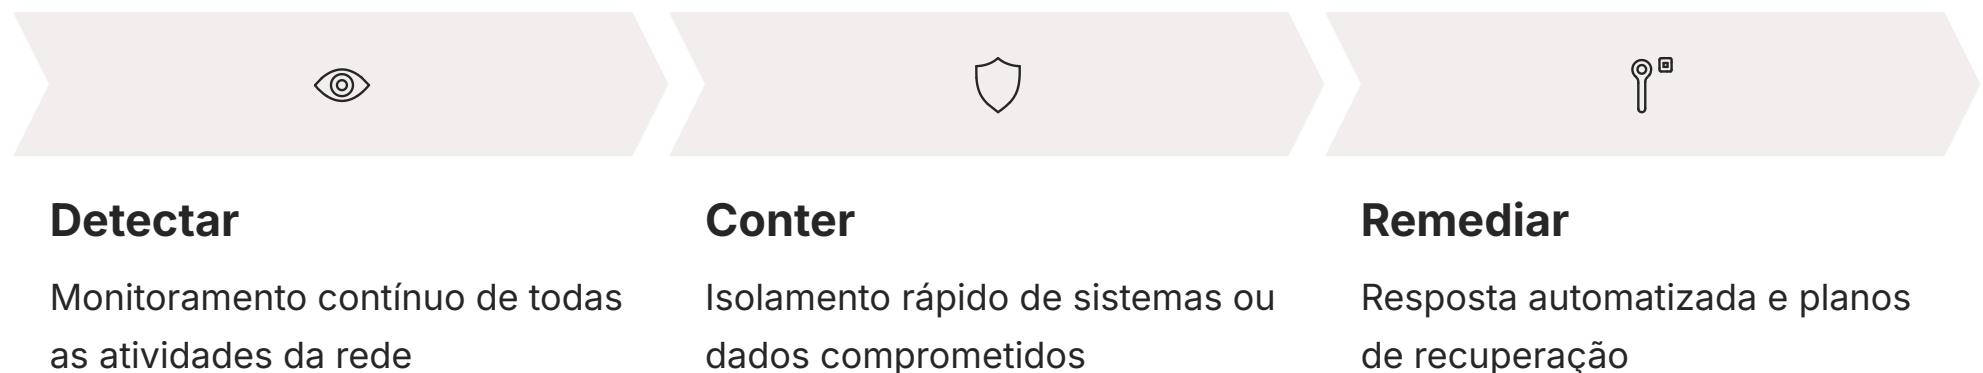 Detectar
Monitoramento contínuo de todas
as atividades da rede
Conter
Isolamento rápido de sistemas ou
dados comprometidos
Remediar
Resposta automatizada e planos
de recuperação